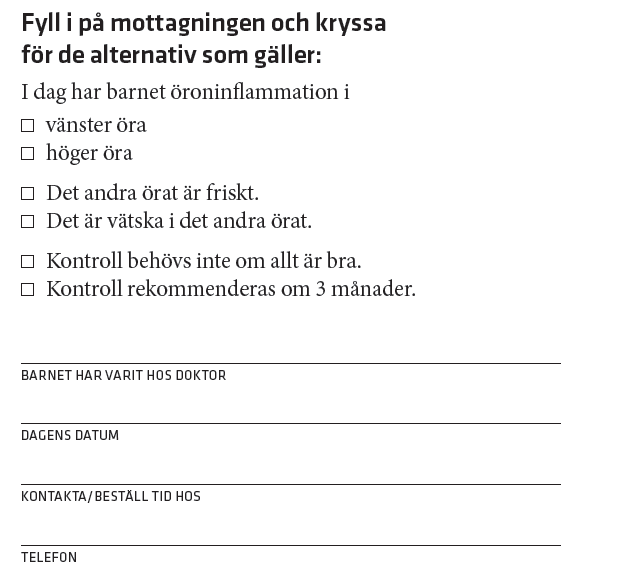 Fyll i på mottagningen och kryssa
för de alternativ som gäller:
I dag har barnet öroninflammation i
vänster öra
höger öra
Det andra örat är friskt.
Det är vätska i det andra örat.
Kontroll behövs inte om allt är bra.
Kontroll rekommenderas om 3 månader.
BARNET HAR VARIT HOS DOKTOR
DAGENS DATUM
KONTAKTA/BESTÄLL TID HOS
TELEFON